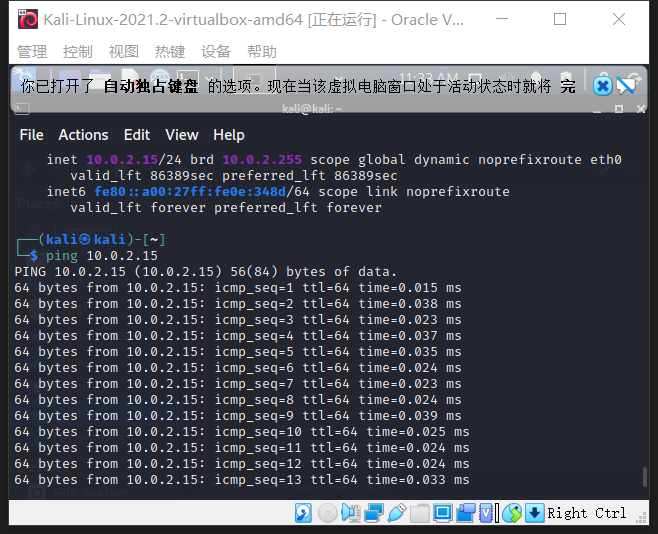 Kali-Linux-2021.2-virtualbox-amd64 [正在运行] - Oracle V...
管理 控制 视图 热键 设备 帮助
你已打开了 自动独占键盘 的选项。现在当该虚拟电脑窗口处于活动状态时就将 完
kali@kali: ~
File Actions Edit View Help
inet 10.0.2.15/24 brd 10.0.2.255 scope global dynamic noprefixroute eth0
valid_lft 86389sec preferred_lft 86389sec
inet6 fe80::a00:27ff:fe0e:348d/64 scope link noprefixroute
valid_lft forever preferred_lft forever
┌──(kali㉿kali)-[~]
└─$ ping 10.0.2.15
PING 10.0.2.15 (10.0.2.15) 56(84) bytes of data.
64 bytes from 10.0.2.15: icmp_seq=1 ttl=64 time=0.015 ms
64 bytes from 10.0.2.15: icmp_seq=2 ttl=64 time=0.038 ms
64 bytes from 10.0.2.15: icmp_seq=3 ttl=64 time=0.023 ms
64 bytes from 10.0.2.15: icmp_seq=4 ttl=64 time=0.037 ms
64 bytes from 10.0.2.15: icmp_seq=5 ttl=64 time=0.035 ms
64 bytes from 10.0.2.15: icmp_seq=6 ttl=64 time=0.024 ms
64 bytes from 10.0.2.15: icmp_seq=7 ttl=64 time=0.023 ms
64 bytes from 10.0.2.15: icmp_seq=8 ttl=64 time=0.024 ms
64 bytes from 10.0.2.15: icmp_seq=9 ttl=64 time=0.039 ms
64 bytes from 10.0.2.15: icmp_seq=10 ttl=64 time=0.025 ms
64 bytes from 10.0.2.15: icmp_seq=11 ttl=64 time=0.024 ms
64 bytes from 10.0.2.15: icmp_seq=12 ttl=64 time=0.024 ms
64 bytes from 10.0.2.15: icmp_seq=13 ttl=64 time=0.033 ms
File System
Right Ctrl